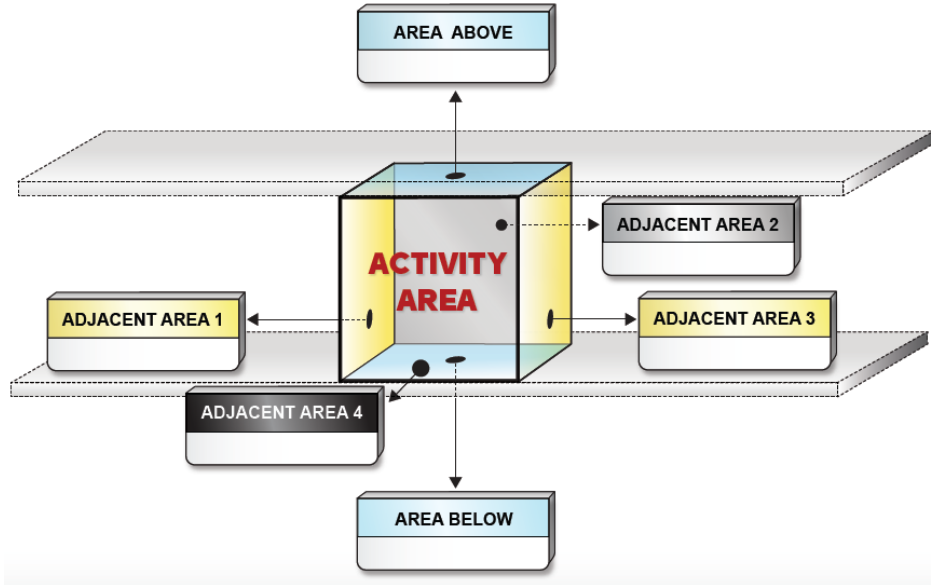 AREA ABOVE
ADJACENT AREA 2
ACTIVITY
AREA
ADJACENT AREA 1
ADJACENT AREA 3
ADJACENT AREA 4
AREA BELOW